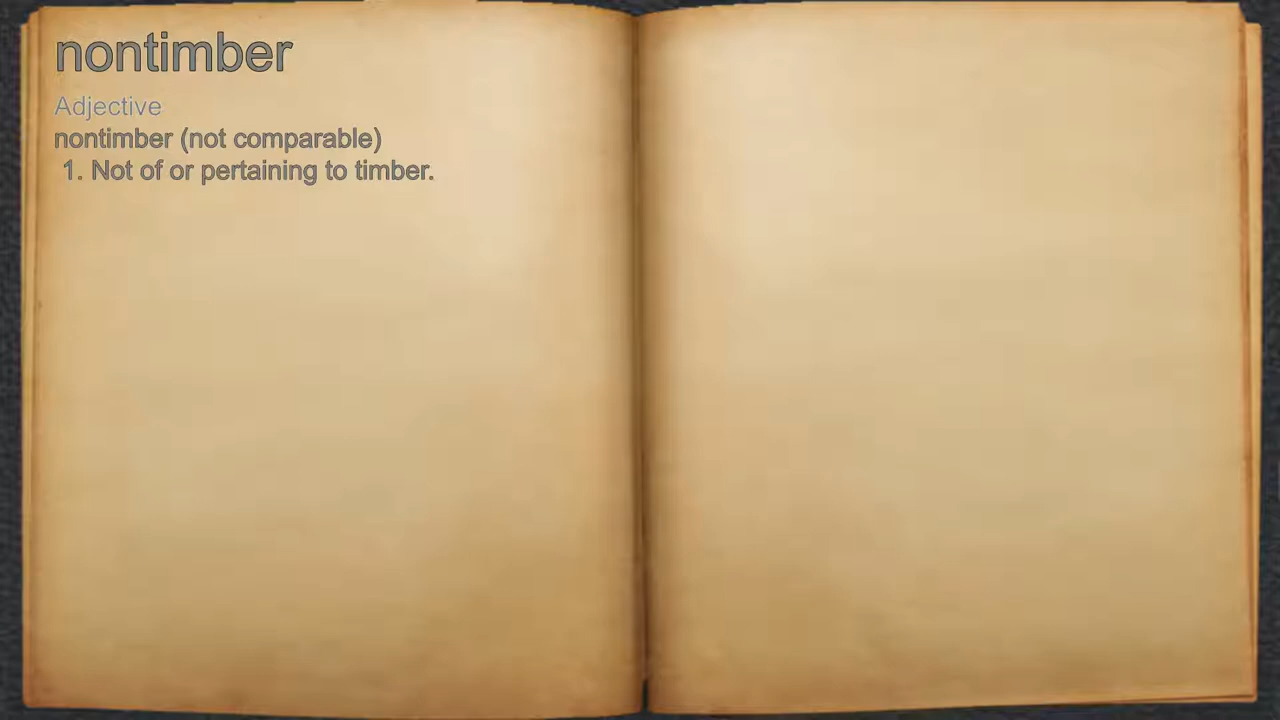 nontimber
Adjective
nontimber (not comparable)
1. Not of or pertaining to timber.